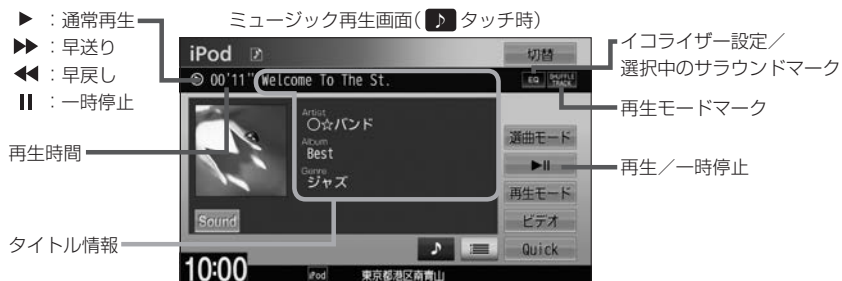 ▶ ：通常再生
▶▶ ：早送り
◀◀ ：早戻し
II ：一時停止
再生時間
タイトル情報
ミュージック再生画面( ♪ タッチ時)
iPod ♪
切替
00'11" Welcome To The St.
EQ SHUFFLE TRACK
Artist
○☆バンド
Album
Best
Genre
ジャズ
Sound
選曲モード
▶II
再生モード
ビデオ
Quick
♪
10:00
iPod
東京都港区南青山
イコライザー設定／
選択中のサラウンドマーク
再生モードマーク
再生／一時停止